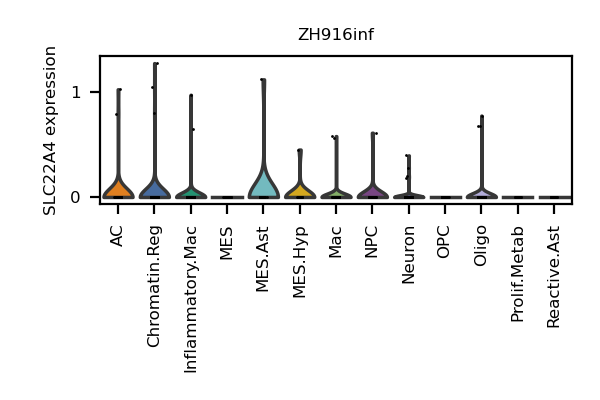 ZH916inf
SLC22A4 expression
1
0
AC
Chromatin.Reg
Inflammatory.Mac
MES
MES.Ast
MES.Hyp
Mac
NPC
Neuron
OPC
Oligo
Prolif.Metab
Reactive.Ast